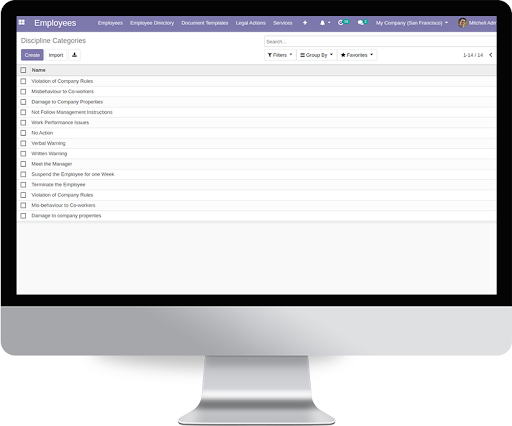 Employees Employees Employee Directory Document Templates Legal Actions Services My Company (San Francisco) Mitchell Adm
Discipline Categories Search...
Create Import Filters Group By Favorites 1-14 / 14
Name
Violation of Company Rules
Misbehaviour to Co-workers
Damage to Company Properties
Not Follow Management Instructions
Work Performance Issues
No Action
Verbal Warning
Written Warning
Meet the Manager
Suspend the Employee for one Week
Terminate the Employee
Violation of Company Rules
Mis-behaviour to Co-workers
Damage to company properties